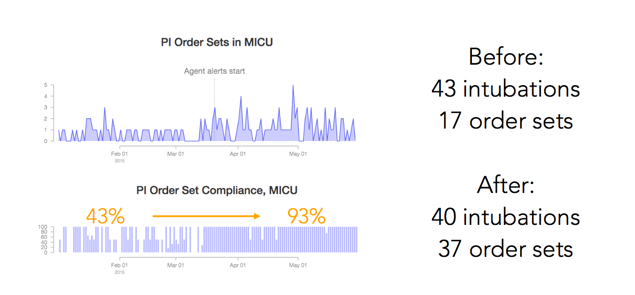 PI Order Sets in MICU
Agent alerts start
5
4
3
2
1
0
Feb 01
2015
Mar 01
Apr 01
May 01
PI Order Set Compliance, MICU
43%
93%
100
80
60
40
20
0
Feb 01
2015
Mar 01
Apr 01
May 01
Before:
43 intubations
17 order sets
After:
40 intubations
37 order sets